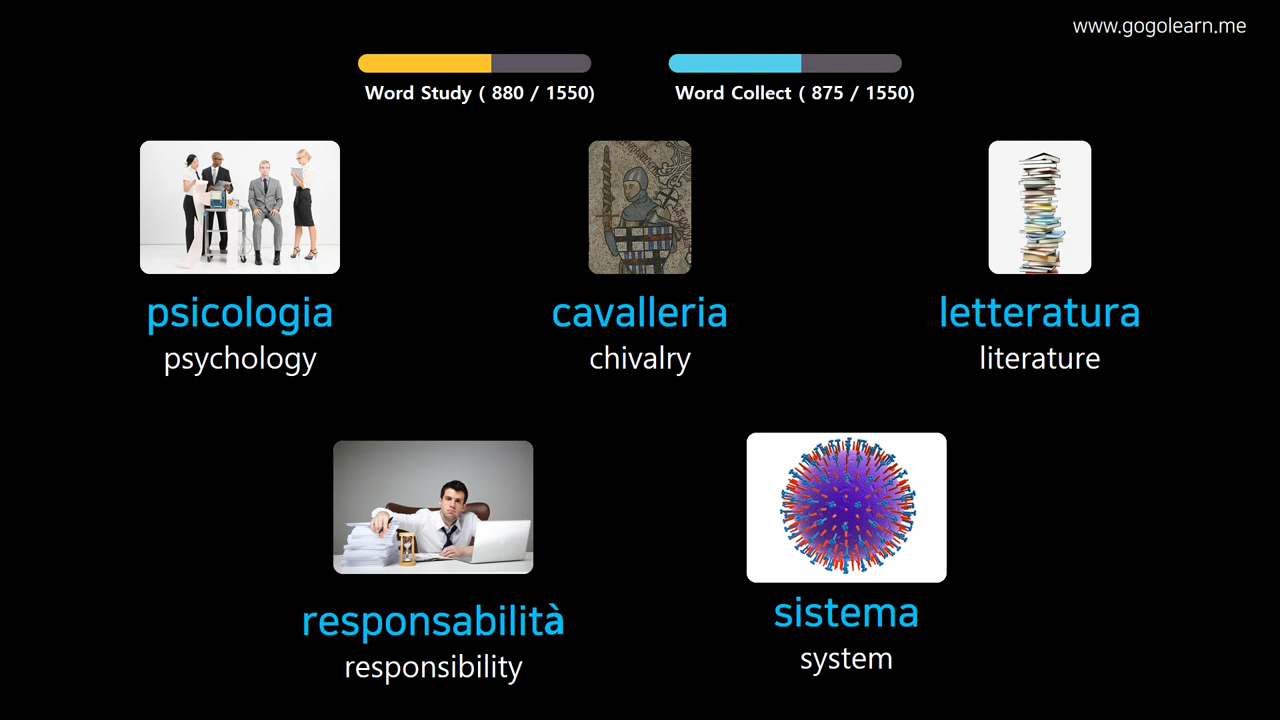 www.gogolearn.me
Word Study ( 880 / 1550)
Word Collect ( 875 / 1550)
psicologia
psychology
cavalleria
chivalry
letteratura
literature
responsabilità
responsibility
sistema
system